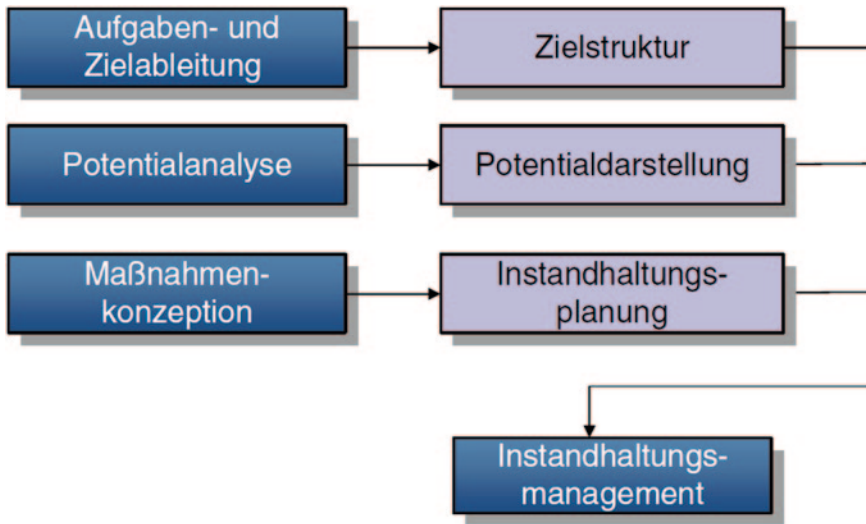 Aufgaben- und
Zielableitung
Zielstruktur
Potentialanalyse
Potentialdarstellung
Maßnahmen-
konzeption
Instandhaltungs-
planung
Instandhaltungs-
management